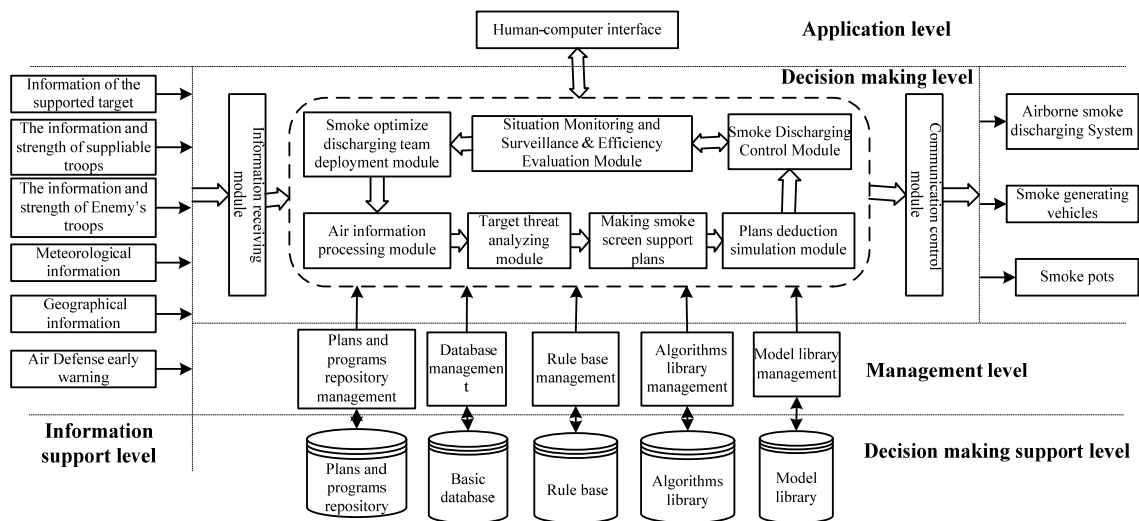 Human-computer interface
Application level
Decision making level
Information of the
supported target
The information and
strength of suppliable
troops
The information and
strength of Enemy's
troops
Meteorological
information
Geographical
information
Air Defense early
warning
Information
support level
Information receiving
module
Smoke optimize
discharging team
deployment module
Situation Monitoring and
Surveillance & Efficiency
Evaluation Module
Smoke Discharging
Control Module
Air information
processing module
Target threat
analyzing
module
Making smoke
screen support
plans
Plans deduction
simulation module
Communication control
module
Airborne smoke
discharging System
Smoke generating
vehicles
Smoke pots
Plans and
programs
repository
management
Database
managemen
t
Rule base
management
Algorithms
library
management
Model library
management
Management level
Plans and
programs
repository
Basic
database
Rule base
Algorithms
library
Model
library
Decision making support level